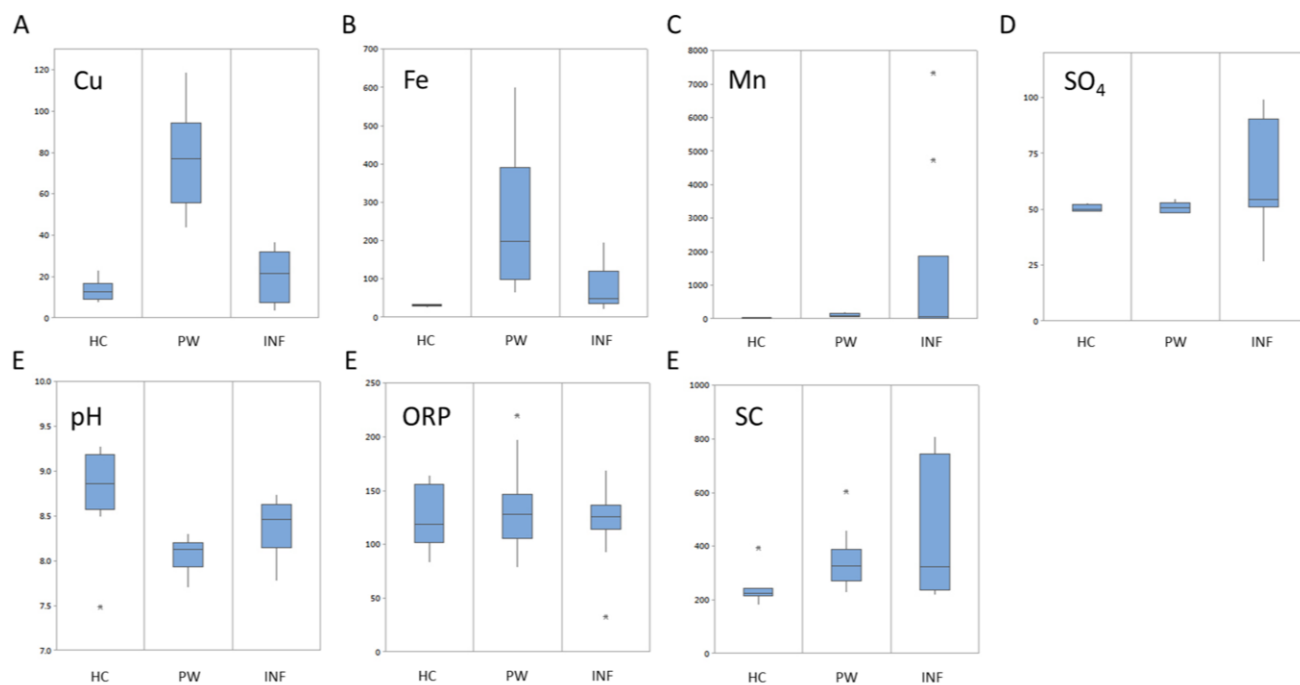 A
B
C
D
Cu
Fe
Mn
SO₄
120
100
80
60
40
20
0
700
600
500
400
300
200
100
0
8000
7000
6000
5000
4000
3000
2000
1000
0
100
75
50
25
0
HC PW INF
HC PW INF
HC PW INF
HC PW INF
E
E
E
pH
ORP
SC
10.0
9.5
9.0
8.5
8.0
7.5
7.0
250
200
150
100
50
0
1000
800
600
400
200
0
HC PW INF
HC PW INF
HC PW INF